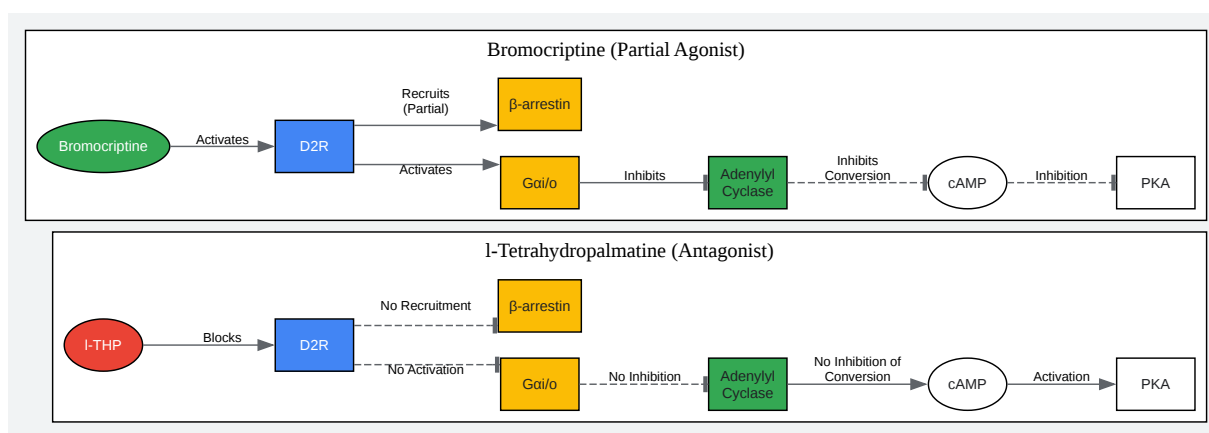 Bromocriptine (Partial Agonist)
Recruits
(Partial)
β-arrestin
Bromocriptine
Activates
D2R
Activates
Gαi/o
Inhibits
Adenylyl
Cyclase
Inhibits
Conversion
cAMP
Inhibition
PKA
l-Tetrahydropalmatine (Antagonist)
No Recruitment
β-arrestin
l-THP
Blocks
D2R
No Activation
Gαi/o
No Inhibition
Adenylyl
Cyclase
No Inhibition of
Conversion
cAMP
Activation
PKA